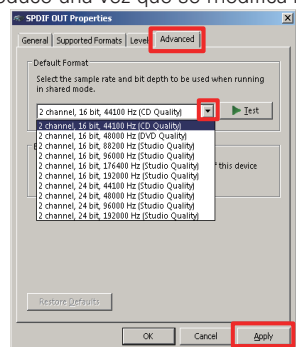 una vez que se modifica
SPDIF OUT Properties
General Supported Formats Levels Advanced
Default Format
Select the sample rate and bit depth to be used when running
in shared mode.
2 channel, 16 bit, 44100 Hz (CD Quality) Test
2 channel, 16 bit, 44100 Hz (CD Quality)
2 channel, 16 bit, 48000 Hz (DVD Quality)
2 channel, 16 bit, 88200 Hz (Studio Quality)
2 channel, 16 bit, 96000 Hz (Studio Quality)
2 channel, 16 bit, 176400 Hz (Studio Quality)
2 channel, 16 bit, 192000 Hz (Studio Quality)
2 channel, 24 bit, 44100 Hz (Studio Quality)
2 channel, 24 bit, 48000 Hz (Studio Quality)
2 channel, 24 bit, 96000 Hz (Studio Quality)
2 channel, 24 bit, 192000 Hz (Studio Quality)
this device
Restore Defaults
OK Cancel Apply